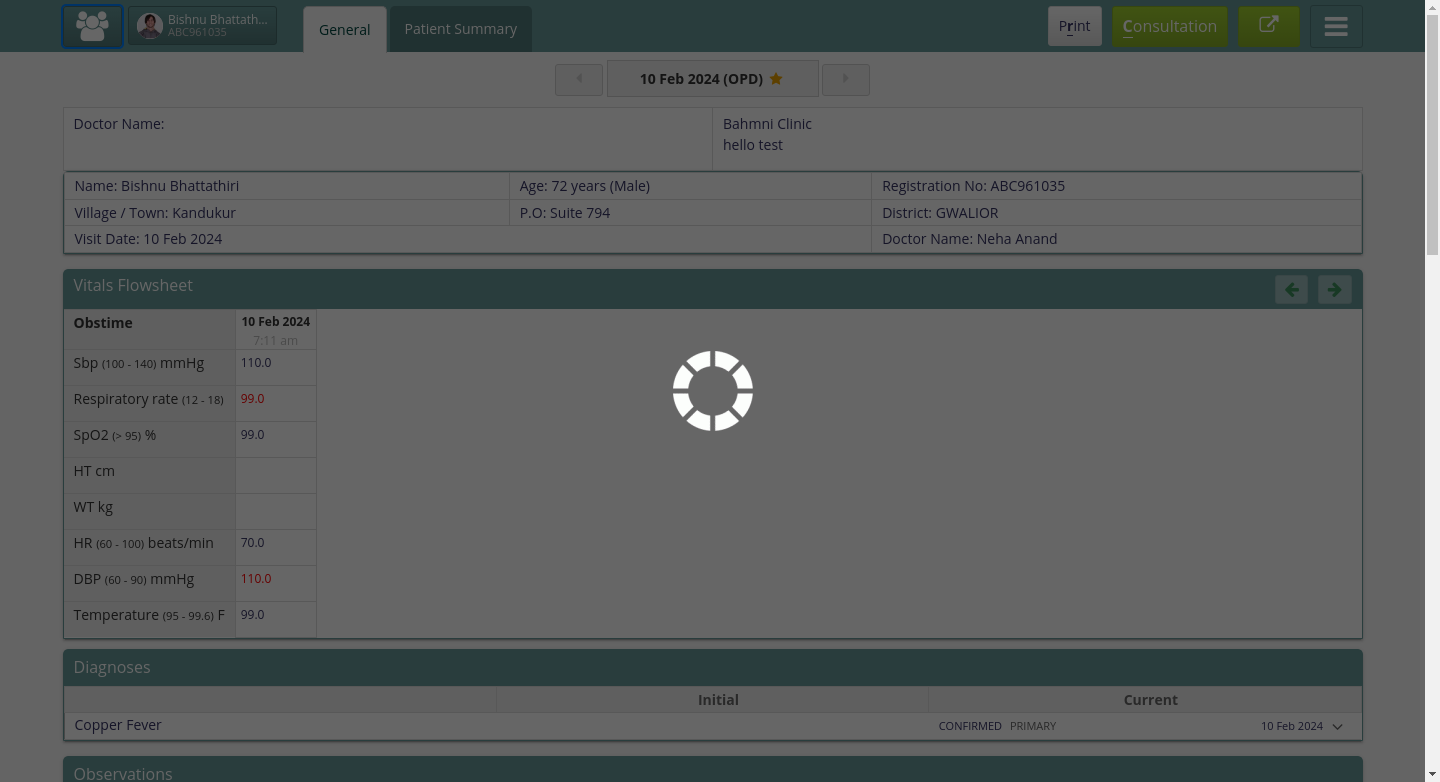 Bishnu Bhattath...
ABC961035
General
Patient Summary
Print
Consultation
10 Feb 2024 (OPD)
Doctor Name:
Bahmni Clinic
hello test
Name: Bishnu Bhattathiri
Age: 72 years (Male)
Registration No: ABC961035
Village / Town: Kandukur
P.O: Suite 794
District: GWALIOR
Visit Date: 10 Feb 2024
Doctor Name: Neha Anand
Vitals Flowsheet
Obstime
10 Feb 2024
7:11 am
Sbp (100 - 140) mmHg
110.0
Respiratory rate (12 - 18)
99.0
SpO2 (> 95) %
99.0
HT cm
WT kg
HR (60 - 100) beats/min
70.0
DBP (60 - 90) mmHg
110.0
Temperature (95 - 99.6) F
99.0
Diagnoses
Initial
Current
Copper Fever
CONFIRMED PRIMARY
10 Feb 2024
Observations